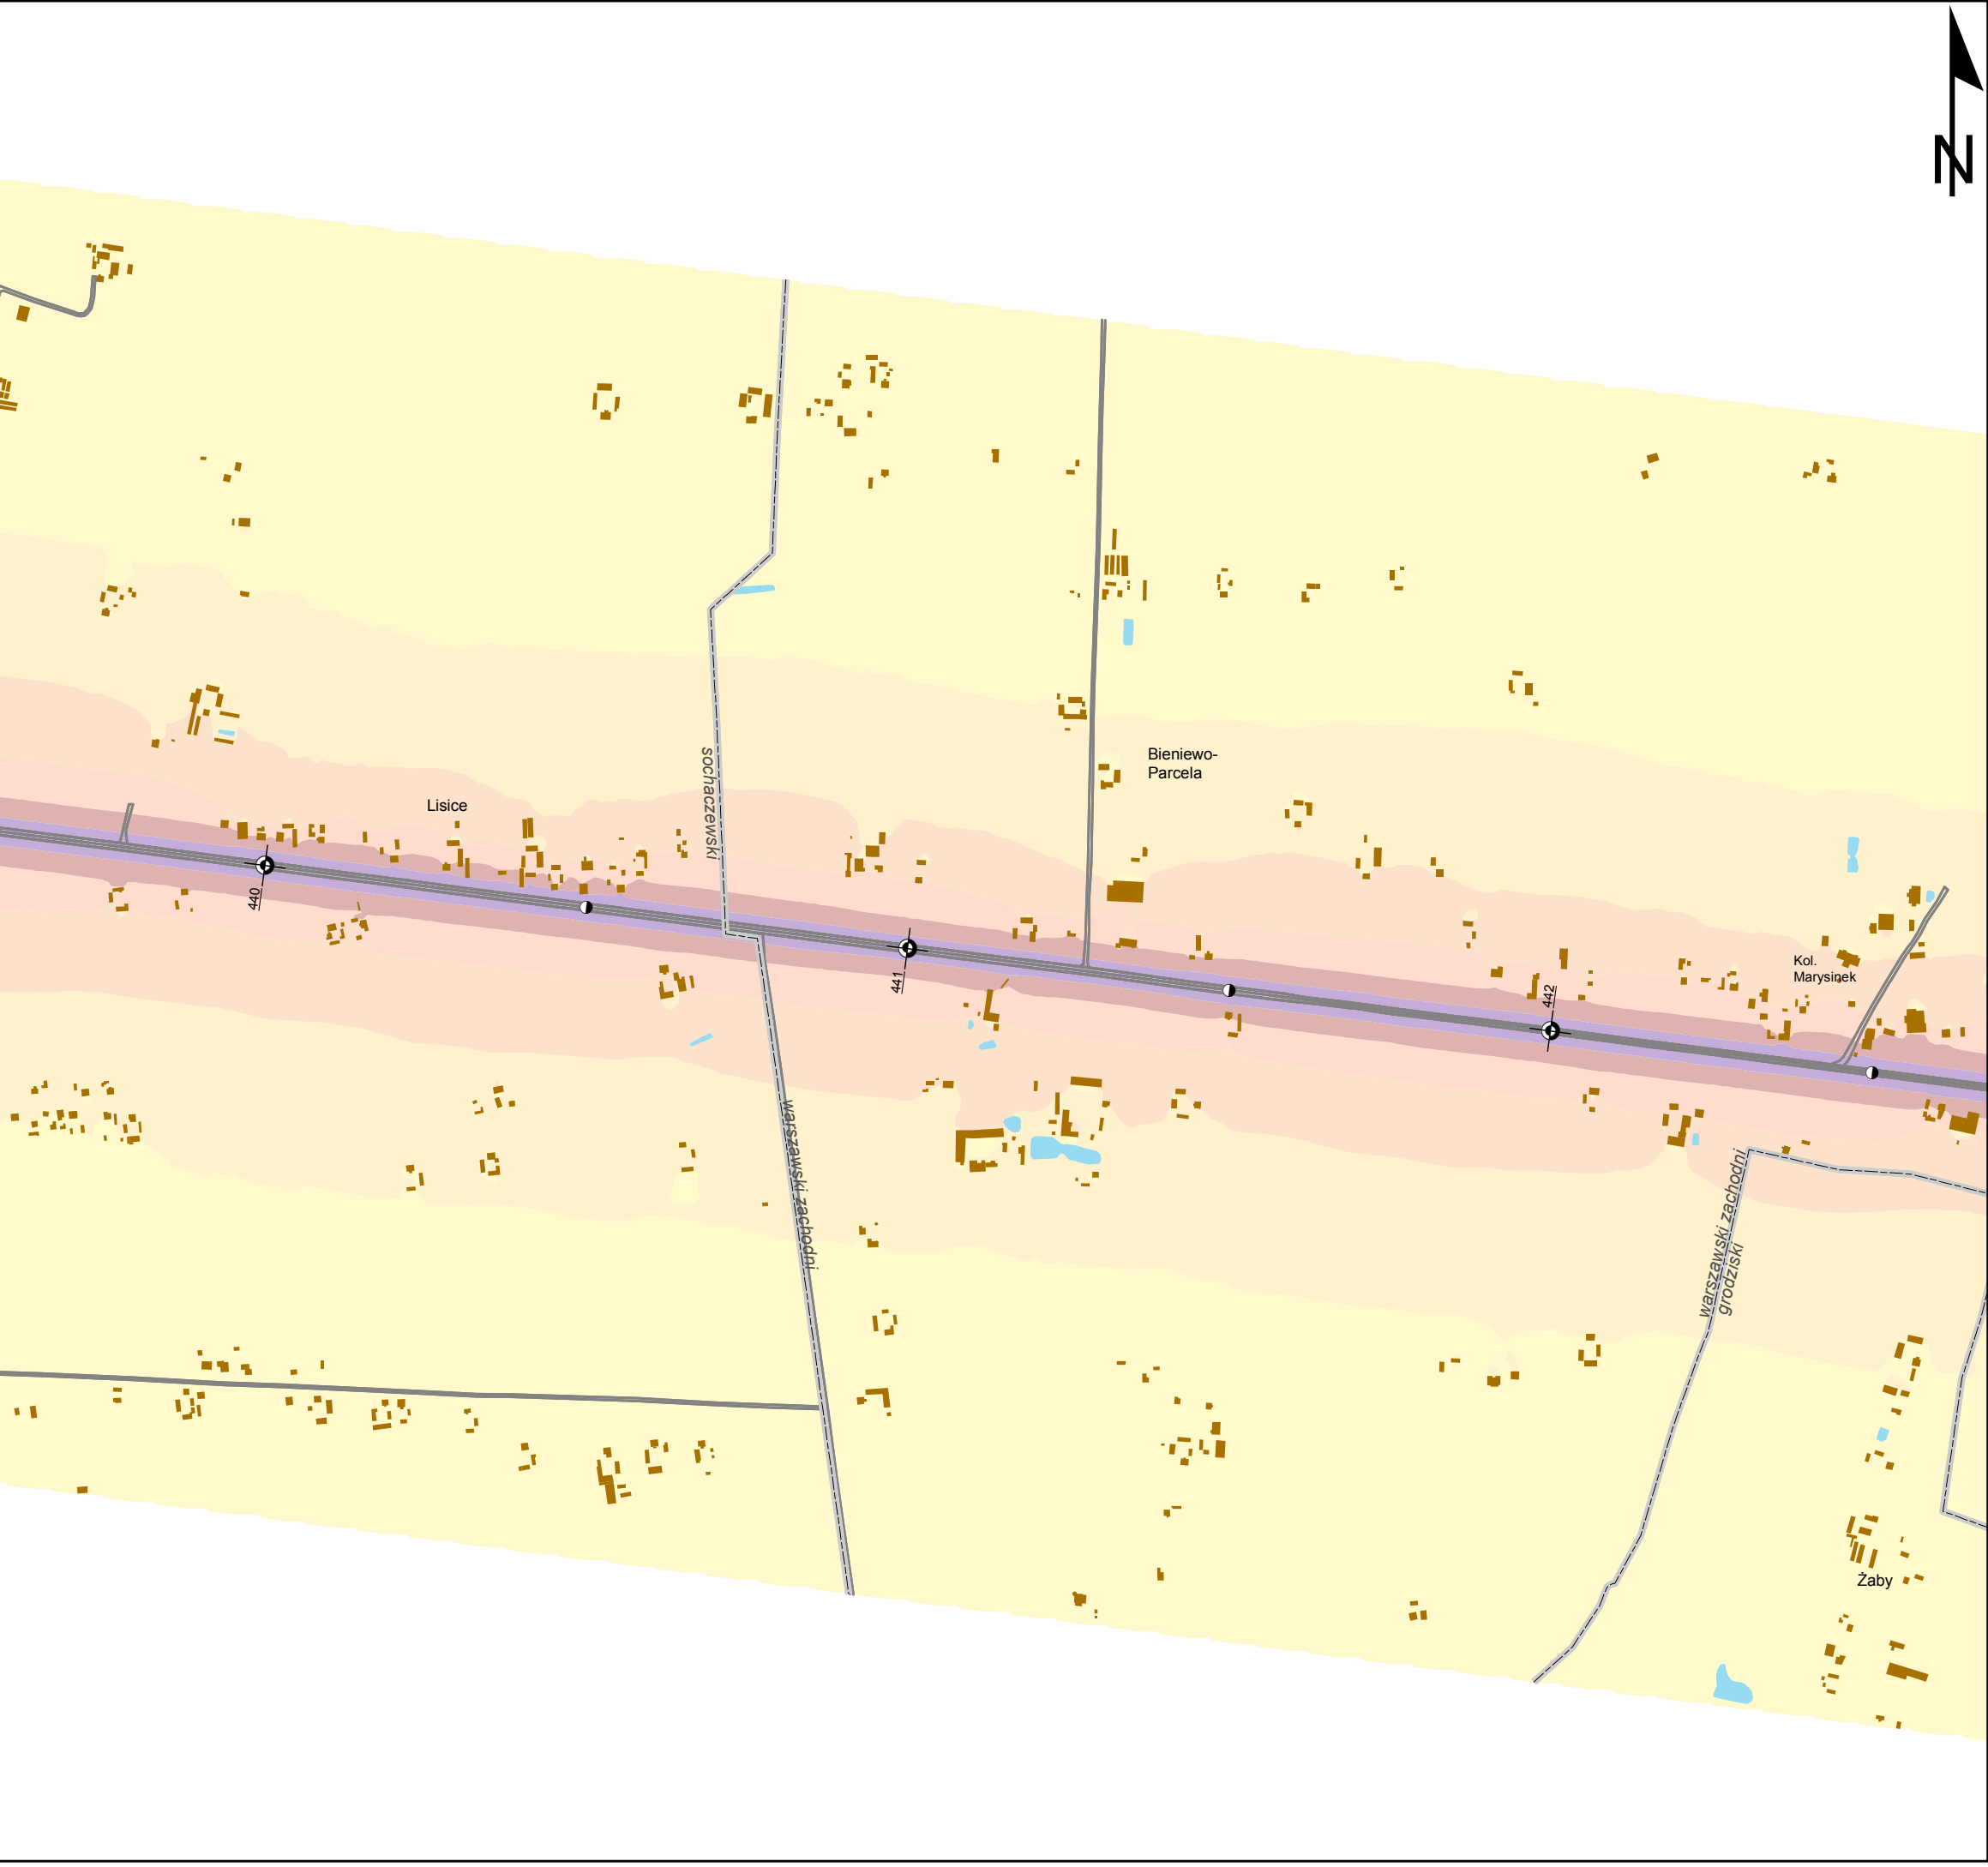 N
Bieniewo-
Parcela
sochaczewski
Lisice
440
441
Kol.
Marysinek
442
warszawski zachodni
warszawski zachodni
grodziski
Żaby